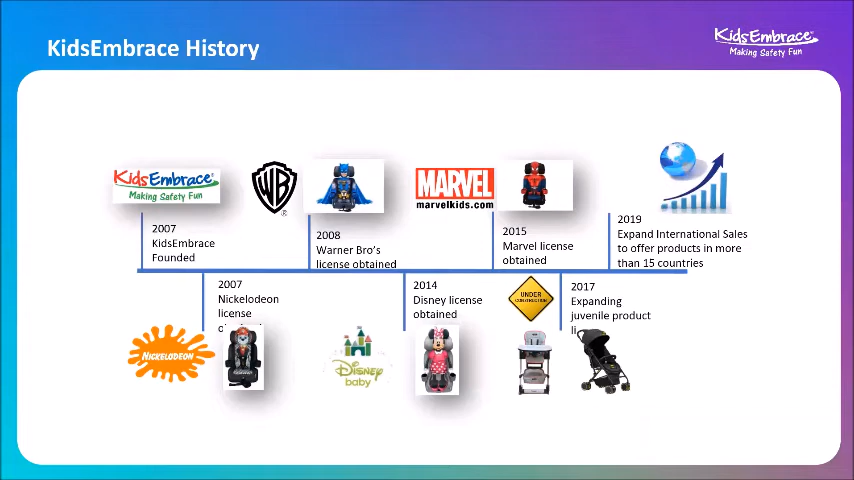 KidsEmbrace History
KidsEmbrace®
Making Safety Fun
KidsEmbrace®
Making Safety Fun
WB
®
MARVEL
marvelkids.com
2007
KidsEmbrace
Founded
2008
Warner Bro's
license obtained
2015
Marvel license
obtained
2019
Expand International Sales
to offer products in more
than 15 countries
2007
Nickelodeon
license
2014
Disney license
obtained
UNDER
CONSTRUCTION
2017
Expanding
juvenile product
NICKELODEON
Disney
baby